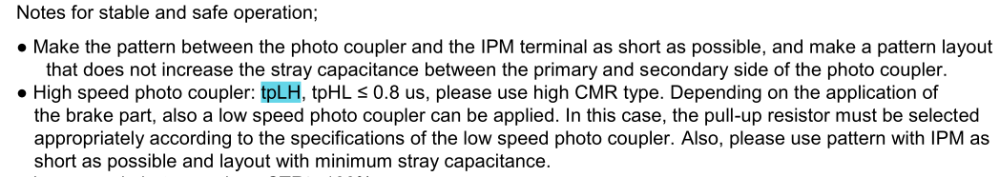 Notes for stable and safe operation;
● Make the pattern between the photo coupler and the IPM terminal as short as possible, and make a pattern layout
that does not increase the stray capacitance between the primary and secondary side of the photo coupler.
● High speed photo coupler: tpLH, tpHL ≤ 0.8 us, please use high CMR type. Depending on the application of
the brake part, also a low speed photo coupler can be applied. In this case, the pull-up resistor must be selected
appropriately according to the specifications of the low speed photo coupler. Also, please use pattern with IPM as
short as possible and layout with minimum stray capacitance.